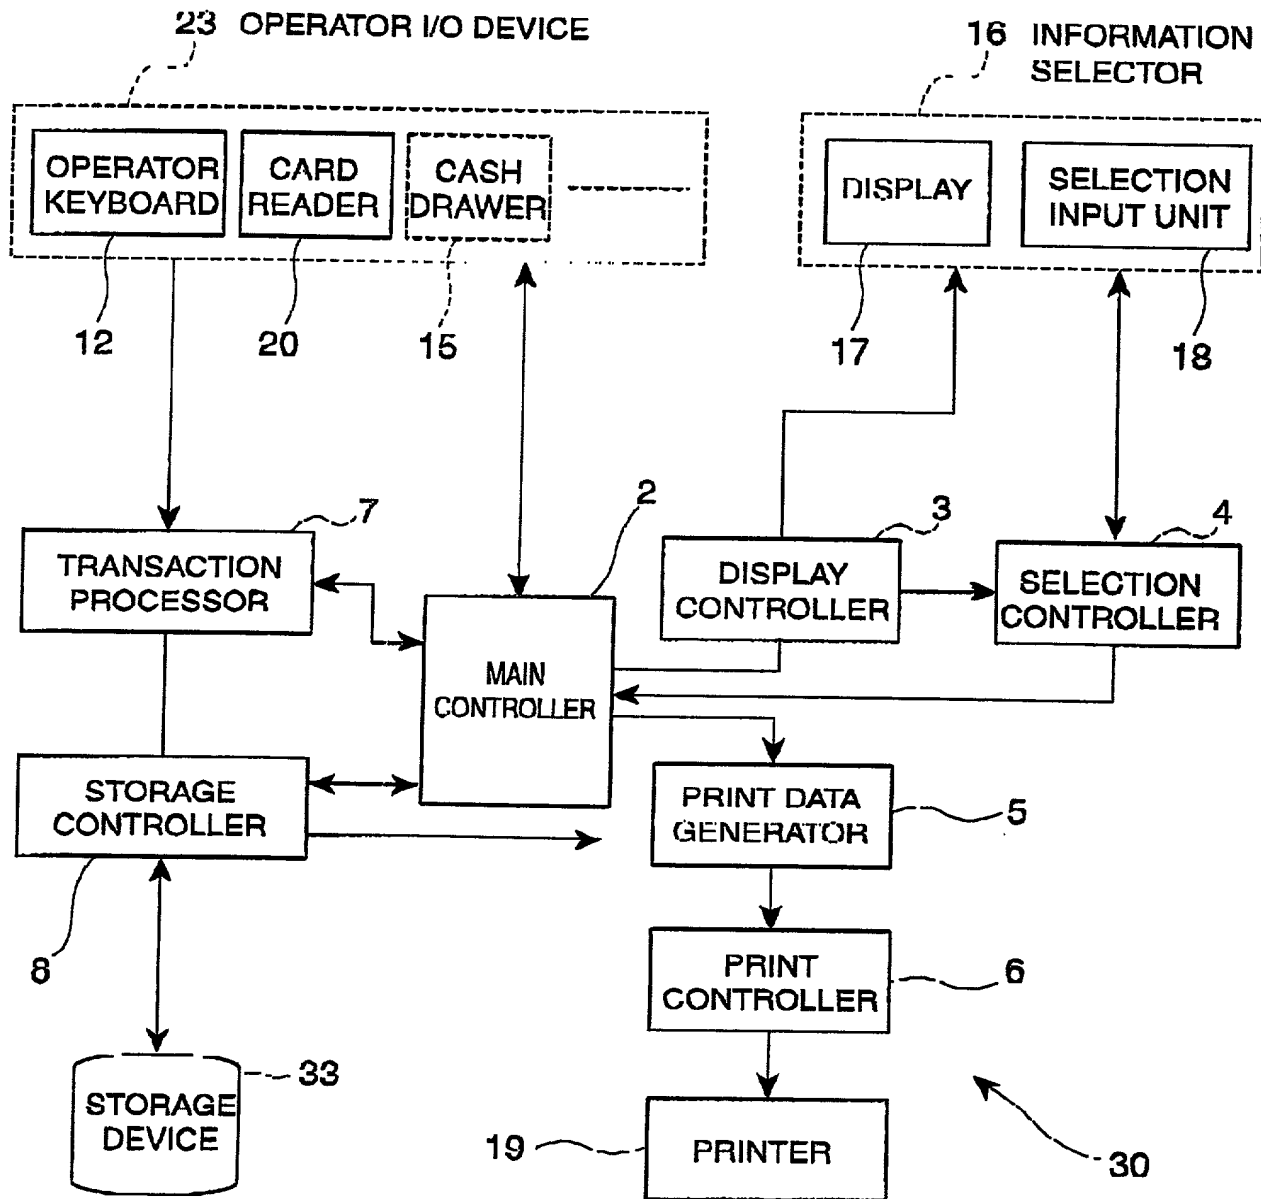 23 OPERATOR I/O DEVICE
16 INFORMATION
SELECTOR
OPERATOR
KEYBOARD
CARD
READER
CASH
DRAWER
DISPLAY
SELECTION
INPUT UNIT
12
20
15
17
18
7
2
3
4
TRANSACTION
PROCESSOR
DISPLAY
CONTROLLER
SELECTION
CONTROLLER
MAIN
CONTROLLER
STORAGE
CONTROLLER
PRINT DATA
GENERATOR
5
8
PRINT
CONTROLLER
6
33
STORAGE
DEVICE
19
PRINTER
30